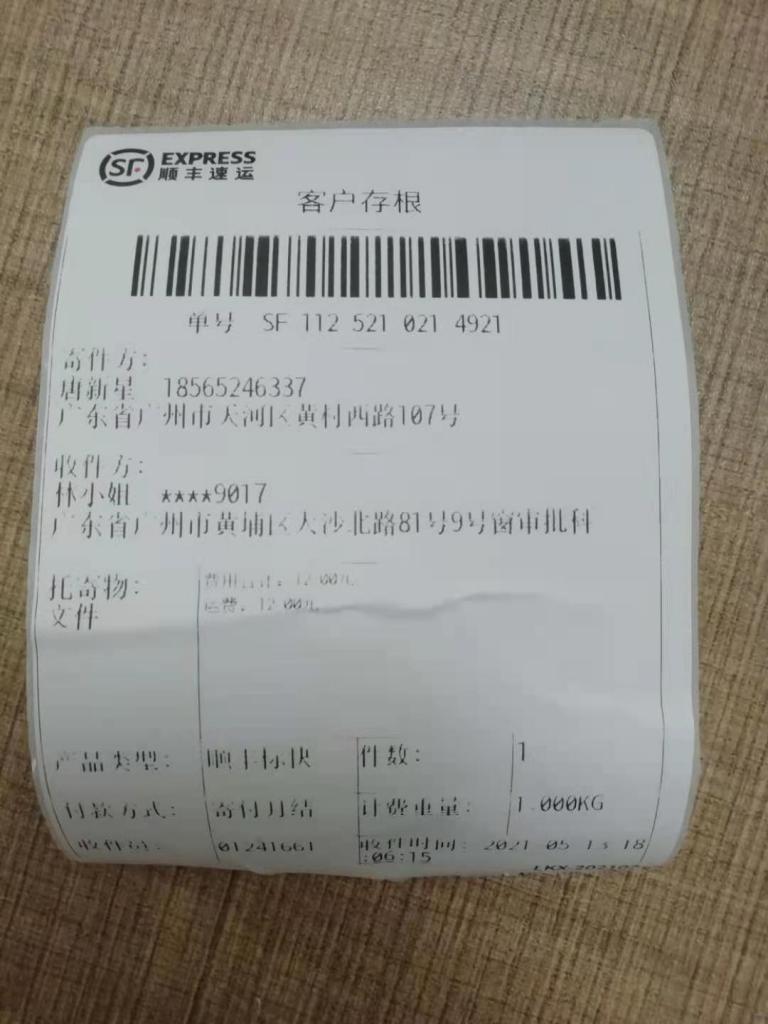 SF EXPRESS
顺丰速运
客户存根
单号 SF 112 521 021 4921
寄件方:
唐新星 18565246337
广东省广州市天河区黄村西路107号
收件方:
林小姐 ****9017
广东省广州市黄埔区大沙北路81号9号窗审批科
托寄物:
文件
费用合计: 12.00元
运费: 12.00元
产品类型: 顺丰标快 件数: 1
付款方式: 寄付月结 计费重量: 1.000KG
收件员: 01241661 收件时间: 2021-05-13 18
:06:15